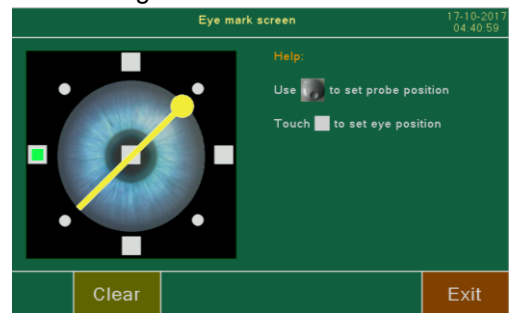 Eye mark screen
17-10-2017
04:40:59
Help:
Use to set probe position
Touch to set eye position
Clear
Exit